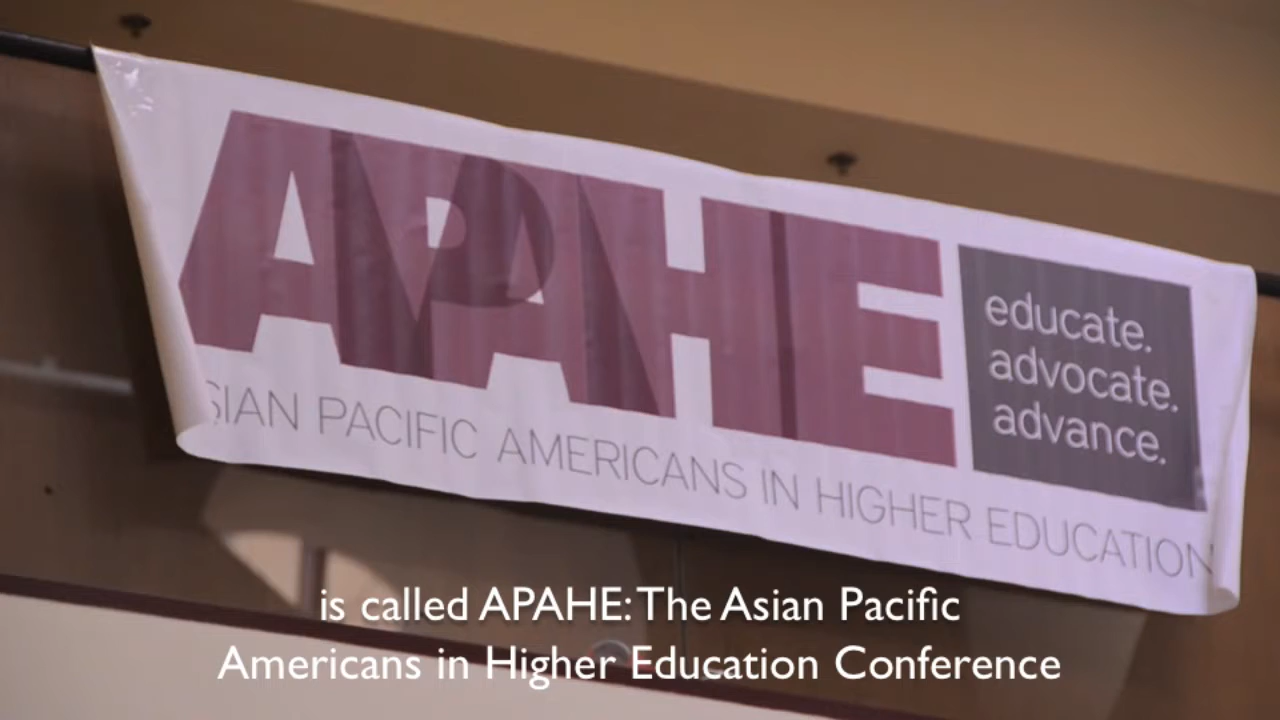 APAHE
educate.
advocate.
advance.
SIAN PACIFIC AMERICANS IN HIGHER EDUCATION
is called APAHE: The Asian Pacific
Americans in Higher Education Conference